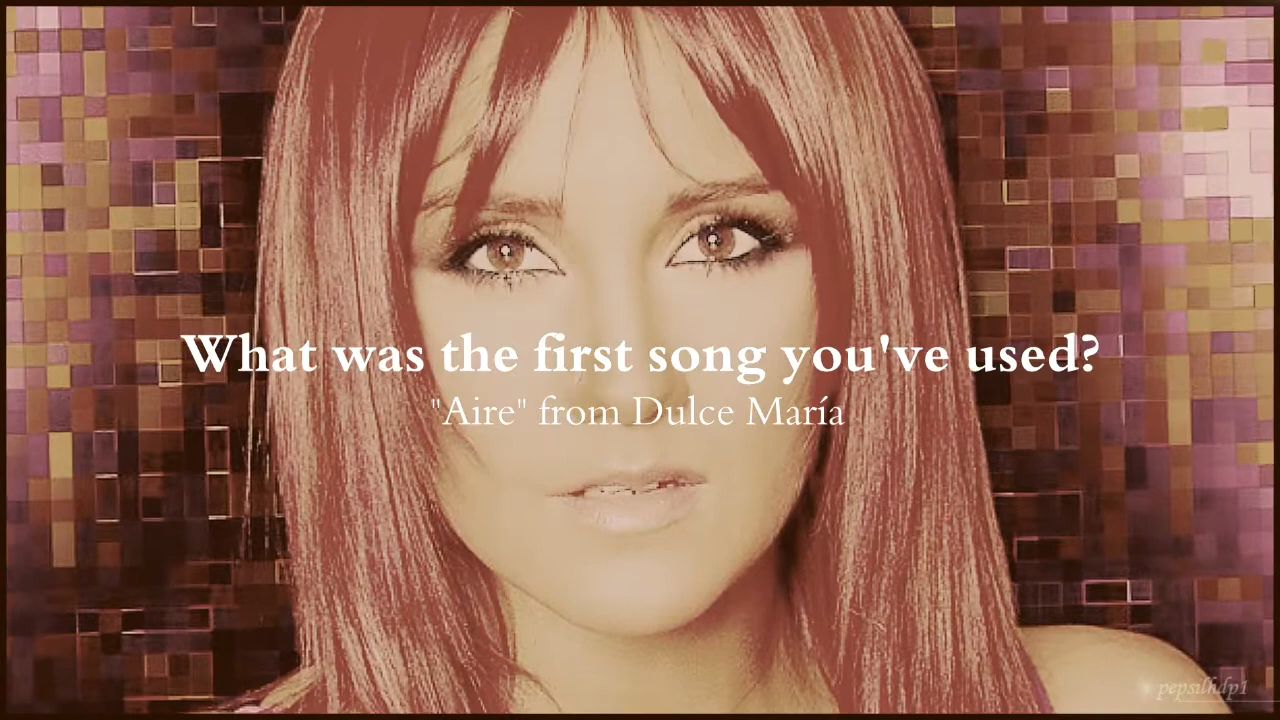 What was the first song you've used?
"Aire" from Dulce María
pepsilhdp1